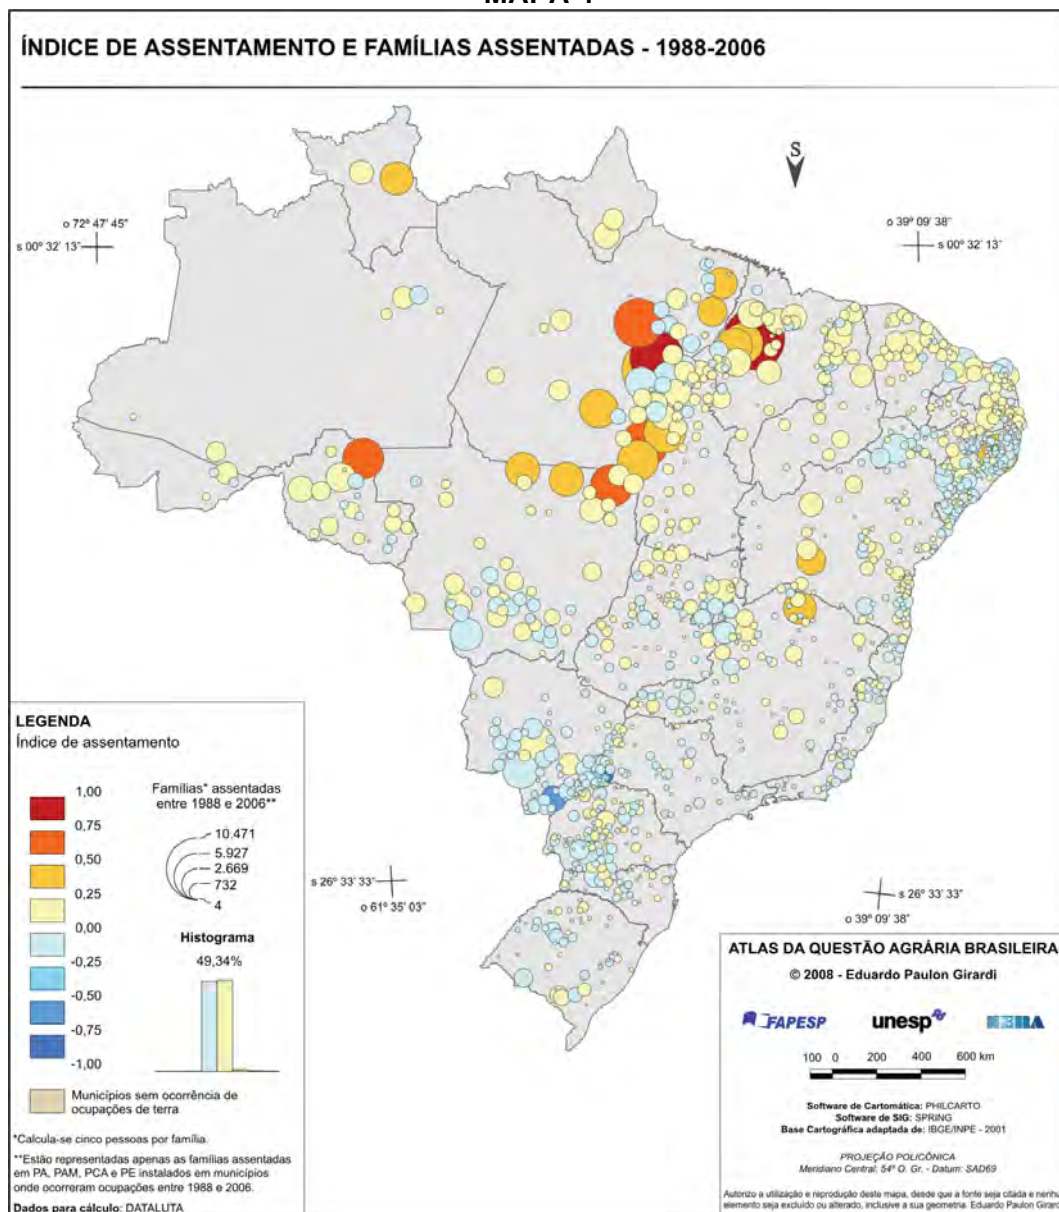 ÍNDICE DE ASSENTAMENTO E FAMÍLIAS ASSENTADAS - 1988-2006
S
o 72º 47' 45"
s 00º 32' 13"
o 39º 09' 38"
s 00º 32' 13"
LEGENDA
Índice de assentamento
1,00
0,75
0,50
0,25
0,00
-0,25
-0,50
-0,75
-1,00
Famílias* assentadas
entre 1988 e 2006**
10.471
5.927
2.669
732
4
Histograma
49,34%
Municípios sem ocorrência de
ocupações de terra
*Calcula-se cinco pessoas por família.
**Estão representadas apenas as famílias assentadas
em PA, PAM, PCA e PE instalados em municípios
onde ocorreram ocupações entre 1988 e 2006.
Dados para cálculo: DATALUTA
s 26º 33' 33"
o 61º 35' 03"
s 26º 33' 33"
o 39º 09' 38"
ATLAS DA QUESTÃO AGRÁRIA BRASILEIRA
© 2008 - Eduardo Paulon Girardi
FAPESP
unesp
NERA
100 0 200 400 600 km
Software de Cartomática: PHILCARTO
Software de SIG: SPRING
Base Cartográfica adaptada de: IBGE/INPE - 2001
PROJEÇÃO POLICÔNICA
Meridiano Central: 54º O. Gr. - Datum: SAD69
Autorizo a utilização e reprodução deste mapa, desde que a fonte seja citada e nenhu
elemento seja excluído ou alterado, inclusive a sua geometria. Eduardo Paulon Girard